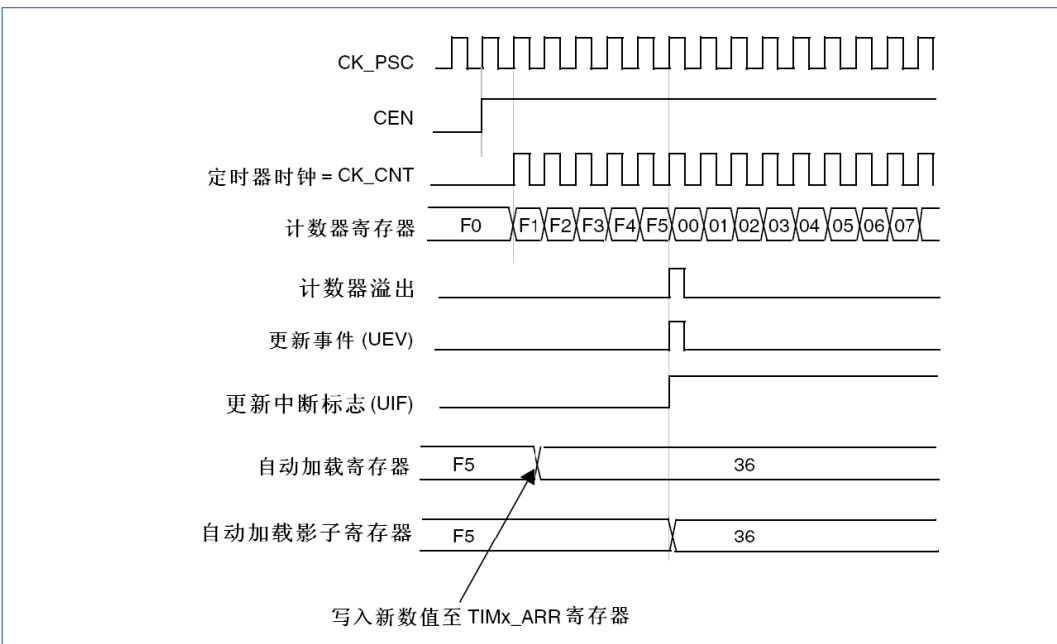 CK_PSC
CEN
定时器时钟 = CK_CNT
计数器寄存器 F0 F1 F2 F3 F4 F5 00 01 02 03 04 05 06 07
计数器溢出
更新事件 (UEV)
更新中断标志 (UIF)
自动加载寄存器 F5 36
自动加载影子寄存器 F5 36
写入新数值至 TIMx_ARR 寄存器